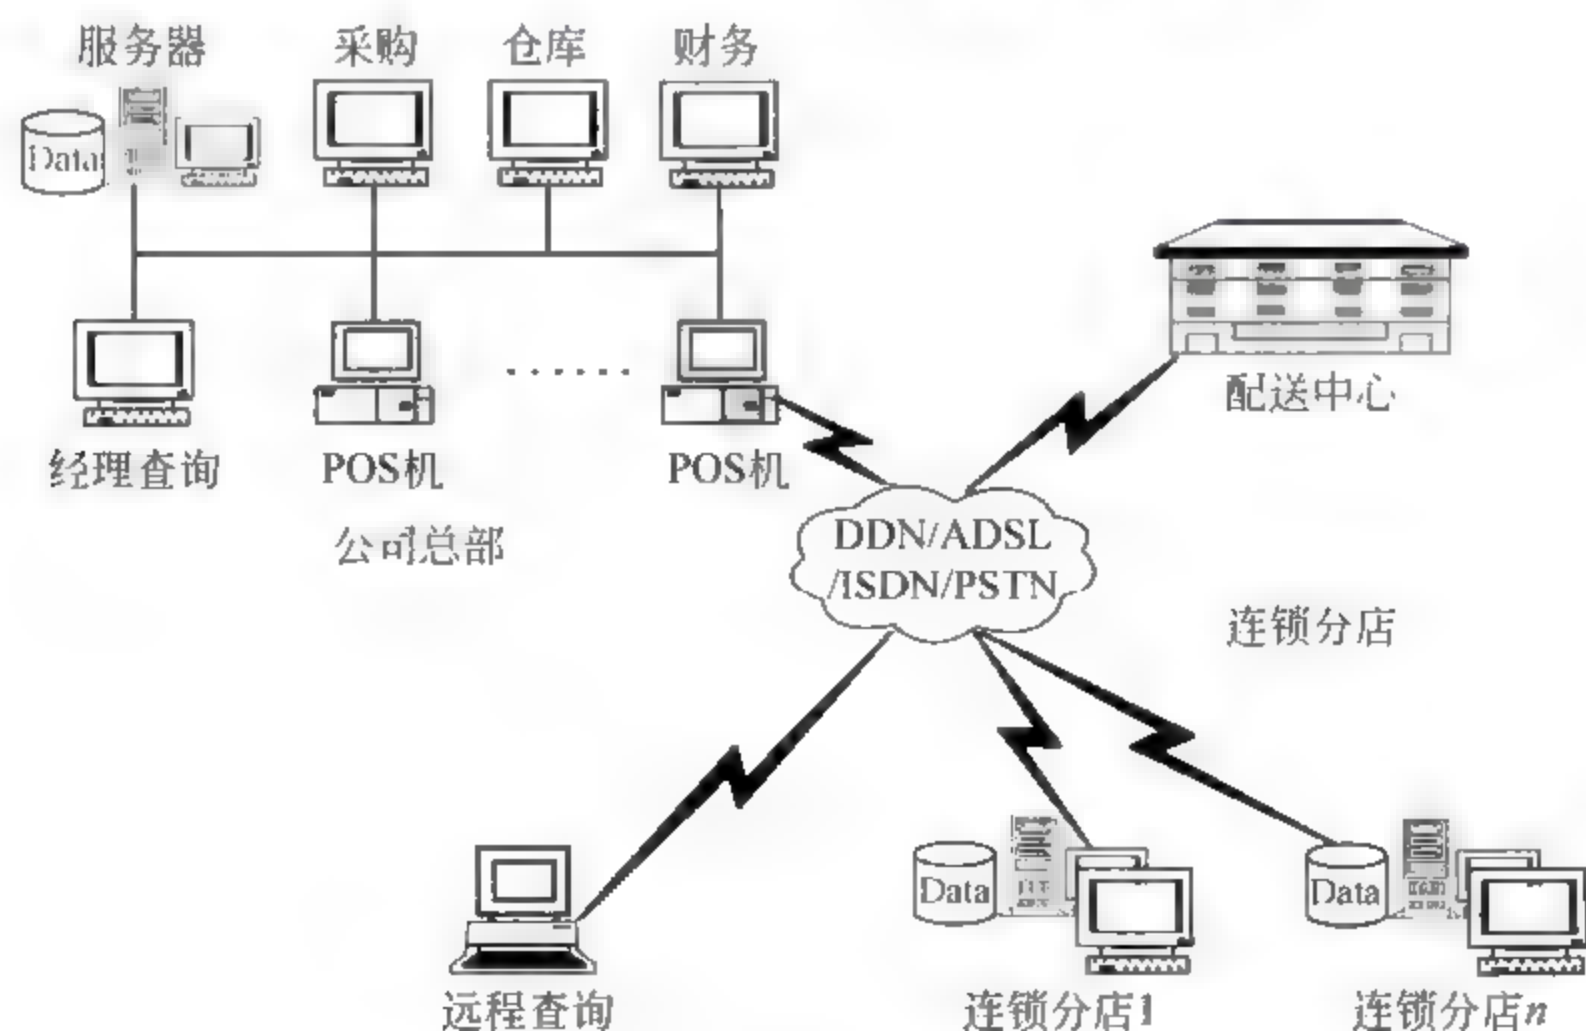 服务器 采购 仓库 财务
Data
经理查询 POS机 …… POS机
公司总部
配送中心
DDN/ADSL
/ISDN/PSTN
连锁分店
Data Data
远程查询 连锁分店1 连锁分店n